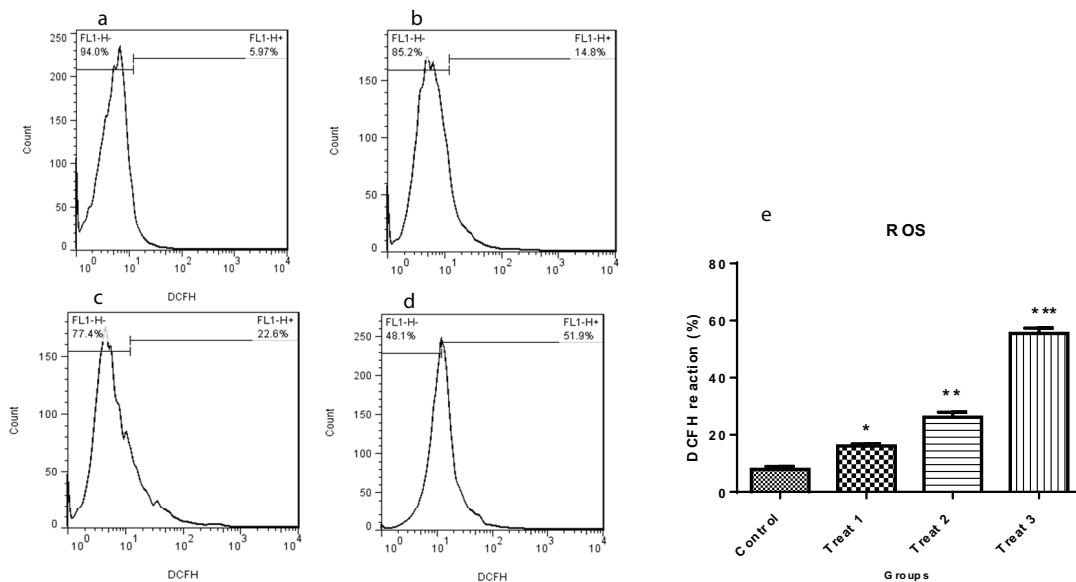 a
FL1-H-
94.0%
FL1-H+
5.97%
250
200
150
100
50
0
Count
10^0
10^1
10^2
10^3
10^4
DCFH
b
FL1-H-
85.2%
FL1-H+
14.8%
150
100
50
0
Count
10^0
10^1
10^2
10^3
10^4
DCFH
c
FL1-H-
77.4%
FL1-H+
22.6%
150
100
50
0
Count
10^0
10^1
10^2
10^3
10^4
DCFH
d
FL1-H-
48.1%
FL1-H+
51.9%
250
200
150
100
50
0
Count
10^0
10^1
10^2
10^3
10^4
DCFH
e
ROS
80
60
40
20
0
DCFH reaction (%)
*
**
***
Control
Treat 1
Treat 2
Treat 3
Groups